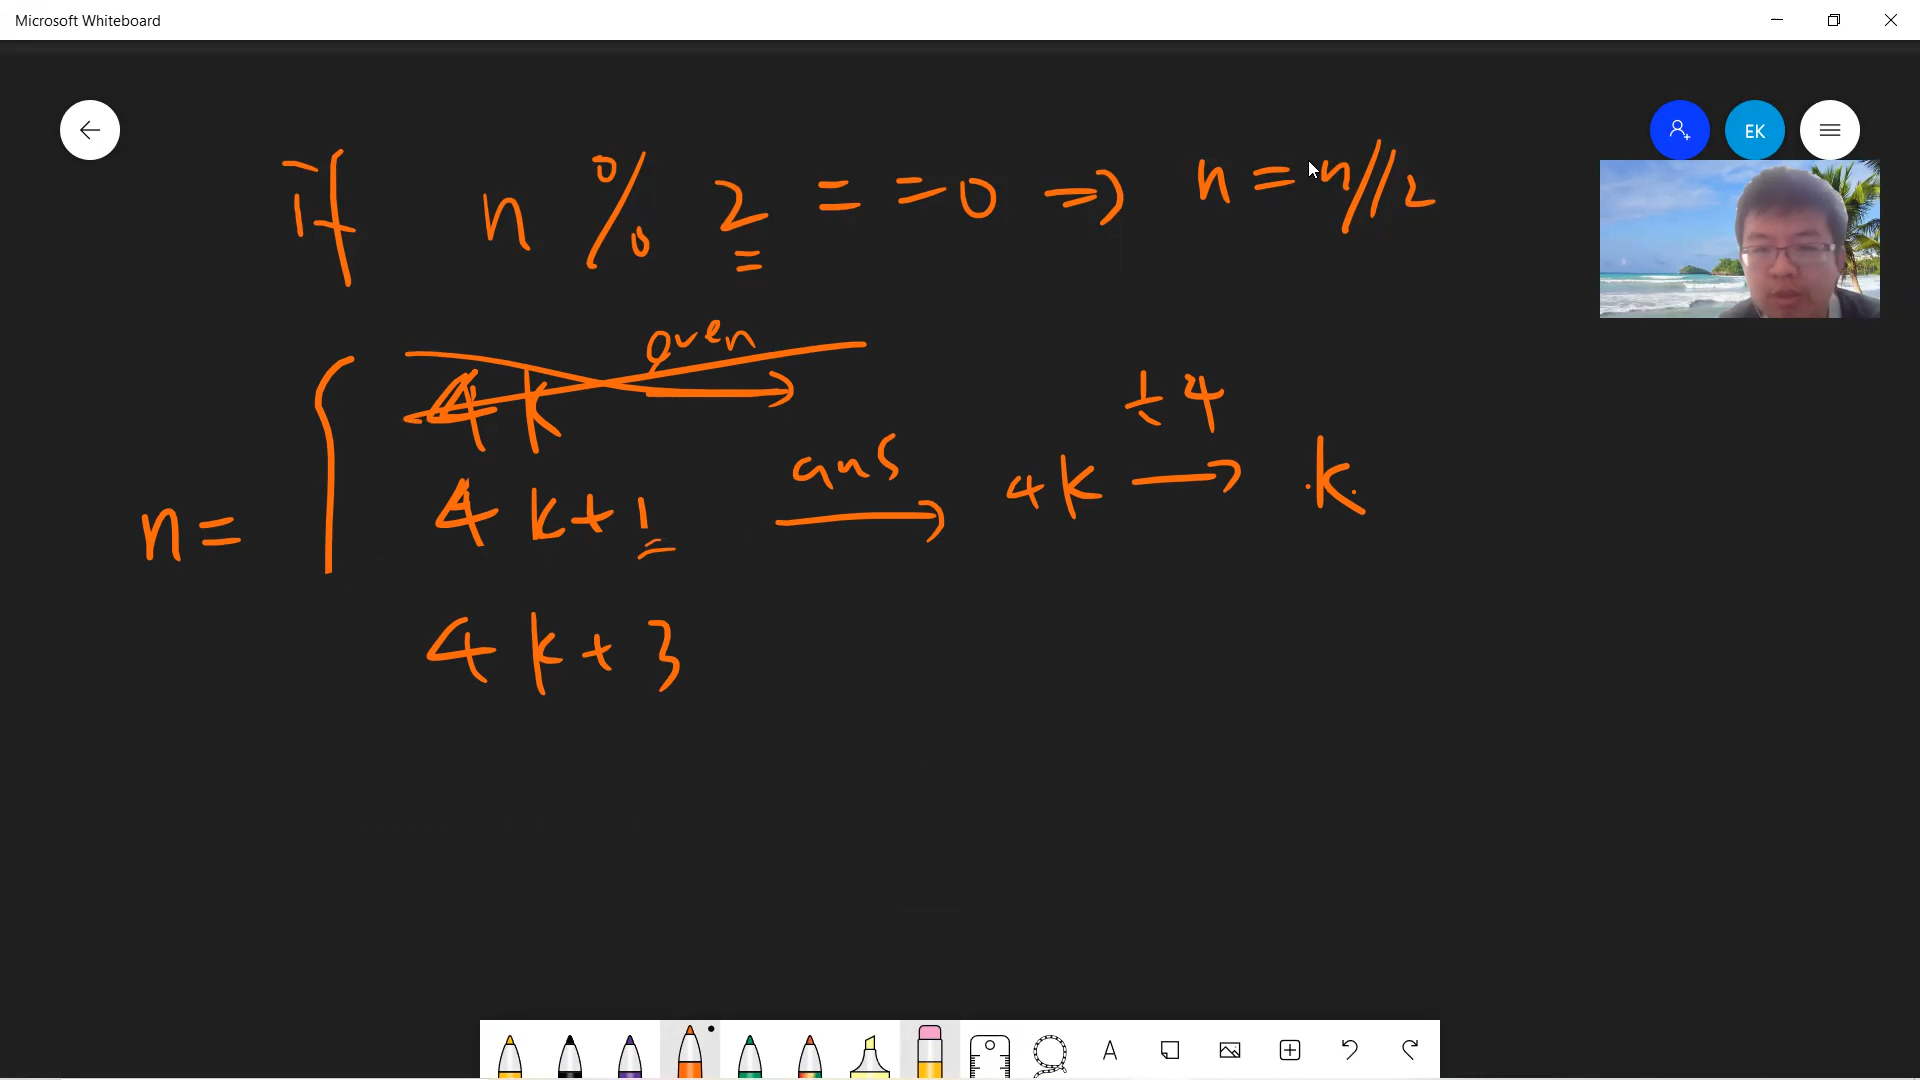 Microsoft Whiteboard
EK
if n % 2 == 0 => n = n//2
even
4k
÷4
ans
n = 4k+1 → 4k → k
4k+3
A